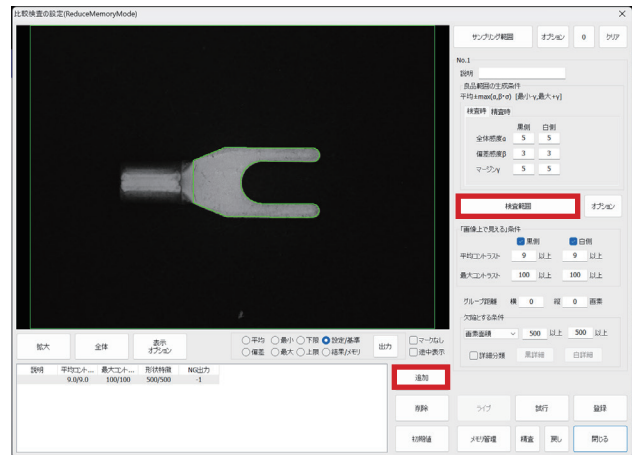 比較検査の設定(ReduceMemoryMode)
サンプリング範囲 オプション 0 クリア
No.1
説明
良品範囲の生成条件
平均±max(α,β*σ) [最小-γ,最大+γ]
検査時 精査時
黒側 白側
全体感度α 5 5
偏差感度β 3 3
マージンγ 5 5
検査範囲 オプション
「画像上で見える」条件
黒側 白側
平均コントラスト 9 以上 9 以上
最大コントラスト 100 以上 100 以上
グループ距離 横 0 縦 0 画素
欠陥とする条件
画素面積 500 以上 500 以上
詳細分類 黒詳細 白詳細
拡大 全体 表示オプション
平均 最小 下限 設定/基準
偏差 最大 上限 結果/メモリ
出力
マークなし
途中表示
説明 平均コント... 最大コント... 形状特徴 NG出力
9.0/9.0 100/100 500/500 -1
追加
削除 ライブ 試行 登録
初期値 メモリ管理 精査 戻し 閉じる